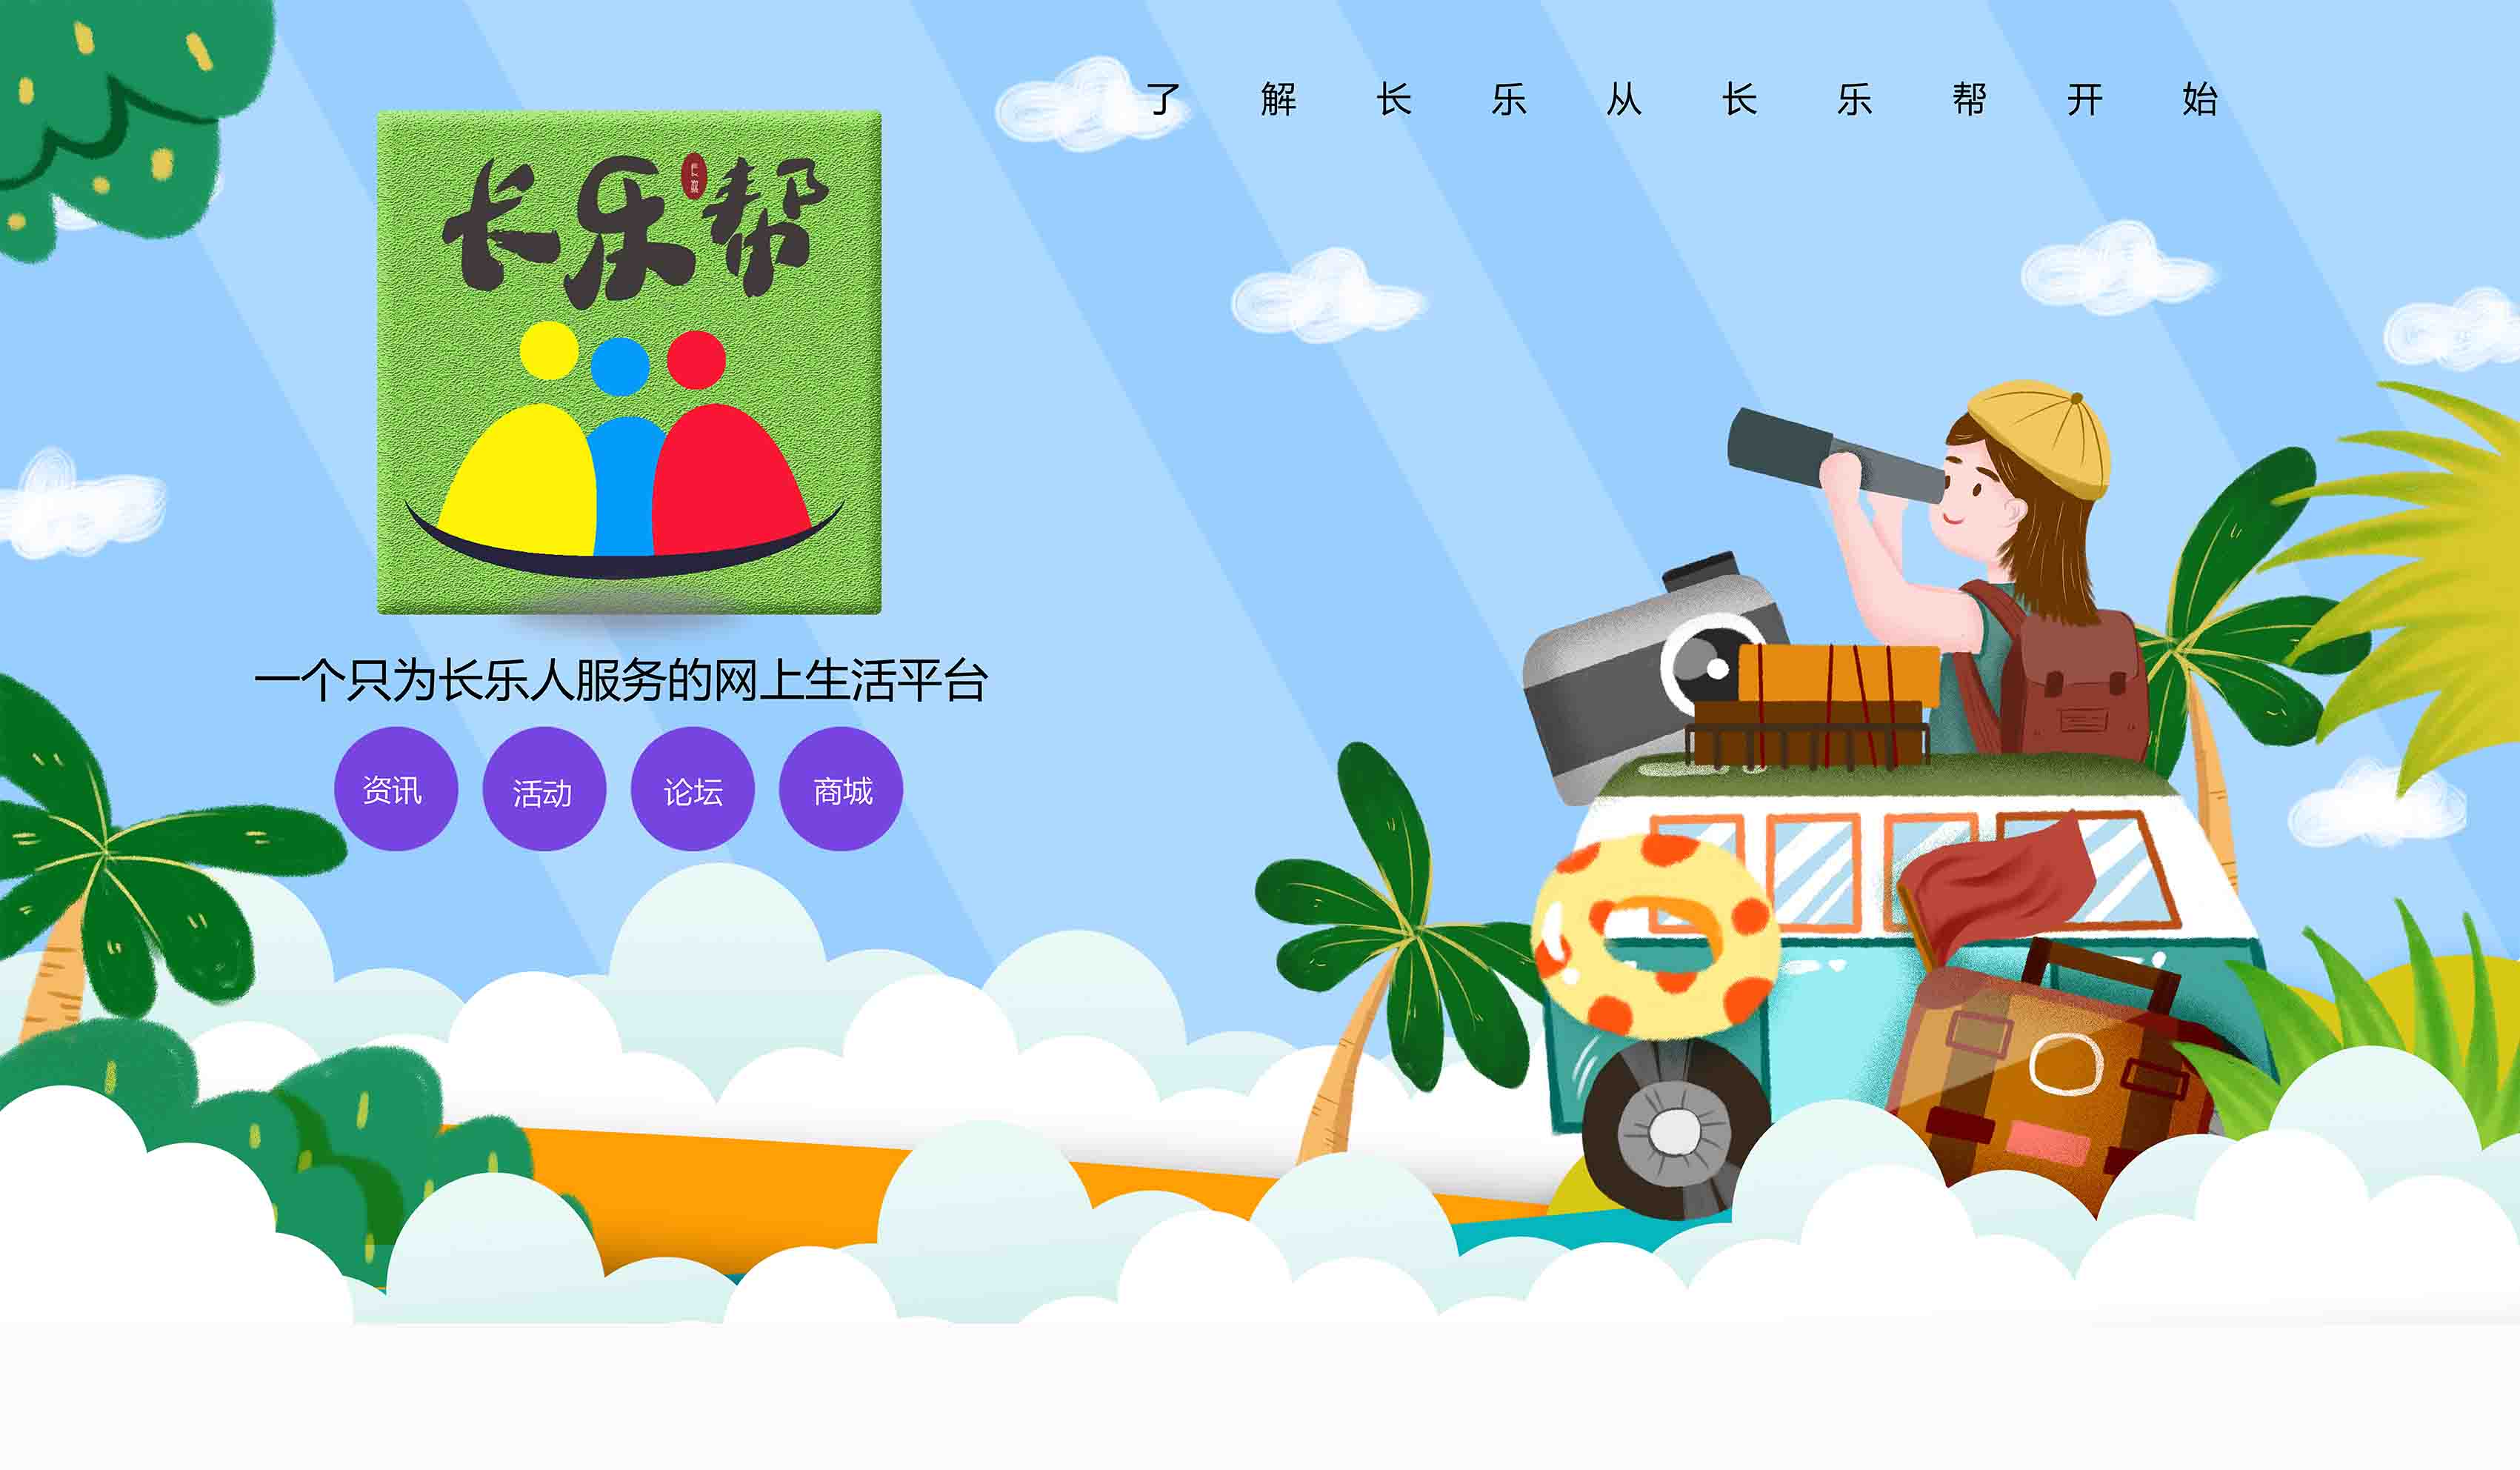 了解长乐从长乐帮开始
长乐帮
一个只为长乐人服务的网上生活平台
资讯 活动 论坛 商城